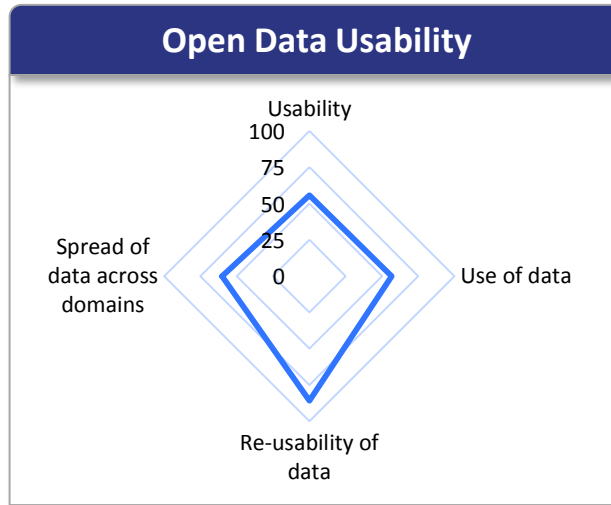 Open Data Usability
Usability
100
75
50
25
0
Spread of
data across
domains
Use of data
Re-usability of
data